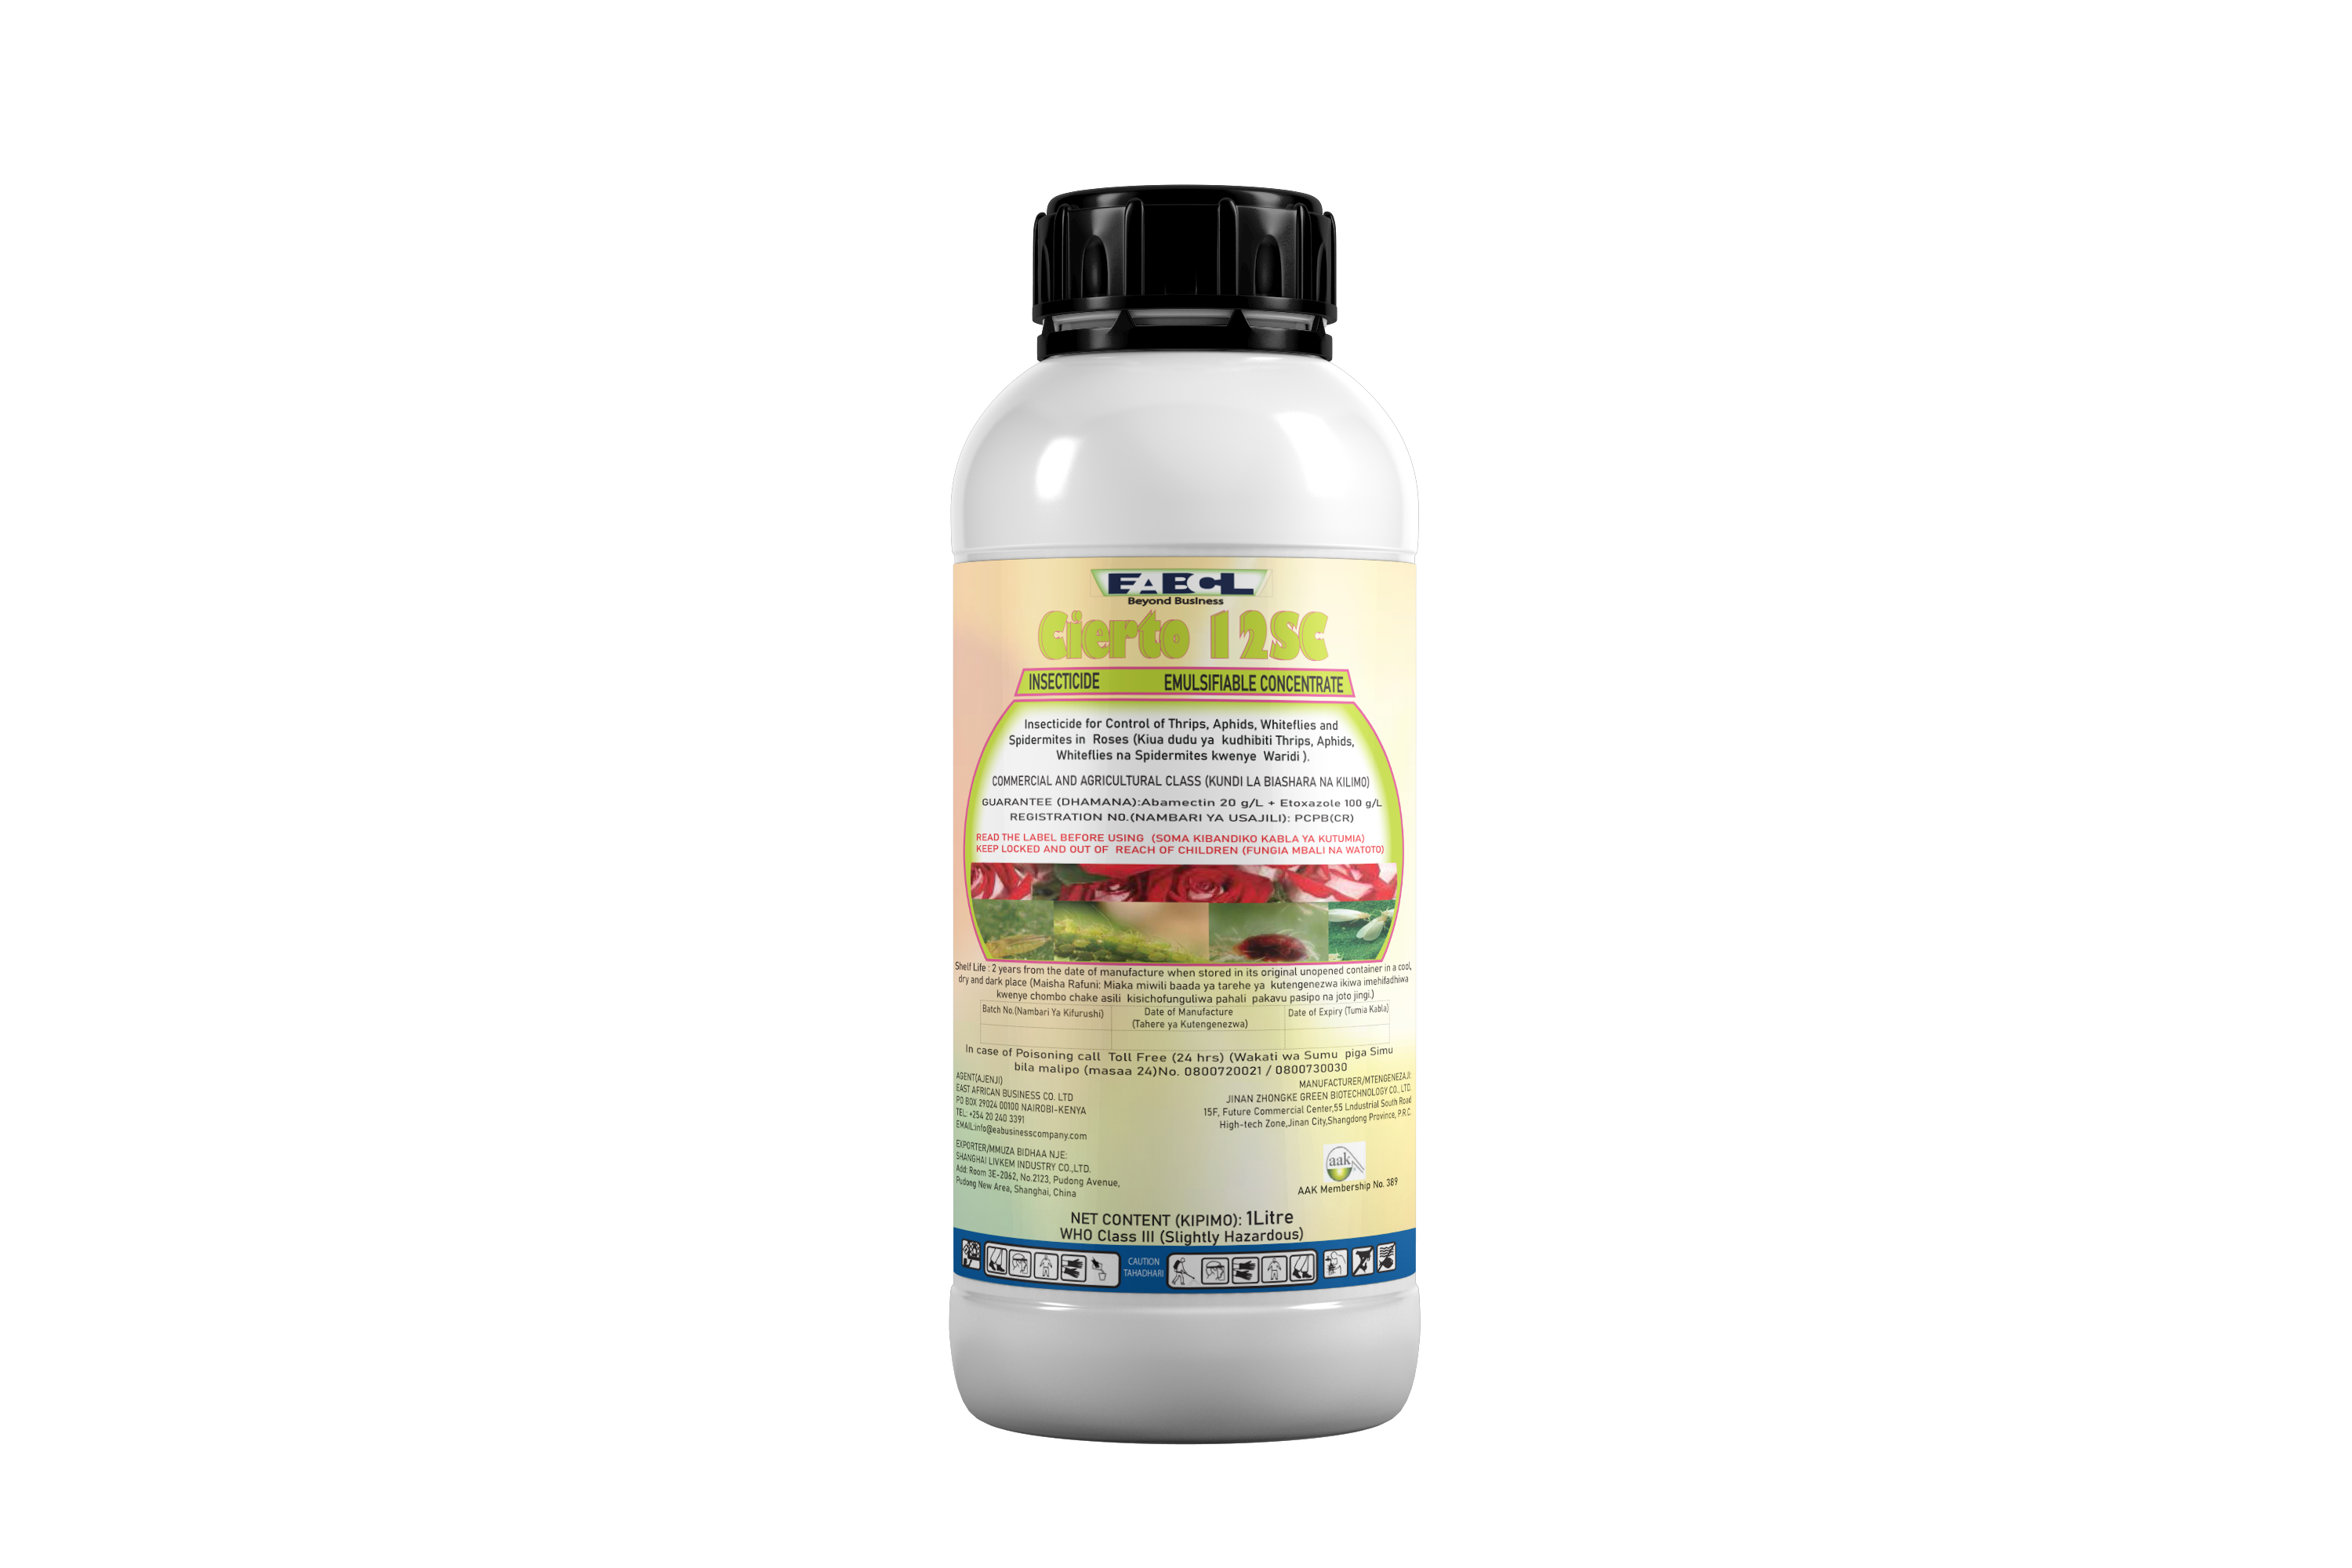 EABCL
Beyond Business
Cierto 12SC
INSECTICIDE EMULSIFIABLE CONCENTRATE
Insecticide for Control of Thrips, Aphids, Whiteflies and
Spidermites in Roses (Kiua dudu ya kudhibiti Thrips, Aphids,
Whiteflies na Spidermites kwenye Waridi ).
COMMERCIAL AND AGRICULTURAL CLASS (KUNDI LA BIASHARA NA KILIMO)
GUARANTEE (DHAMANA):Abamectin 20 g/L + Etoxazole 100 g/L
REGISTRATION N0.(NAMBARI YA USAJILI): PCPB(CR)
READ THE LABEL BEFORE USING (SOMA KIBANDIKO KABLA YA KUTUMIA)
KEEP LOCKED AND OUT OF REACH OF CHILDREN (FUNGIA MBALI NA WATOTO)
Shelf Life : 2 years from the date of manufacture when stored in its original unopened container in a cool,
dry and dark place (Maisha Rafuni: Miaka miwili baada ya tarehe ya kutengenezwa ikiwa imehifadhiwa
kwenye chombo chake asili kisichofunguliwa pahali pakavu pasipo na joto jingi.)
Batch No.(Nambari Ya Kifurushi)
Date of Manufacture
(Tahere ya Kutengenezwa)
Date of Expiry (Tumia Kabla)
In case of Poisoning call Toll Free (24 hrs) (Wakati wa Sumu piga Simu
bila malipo (masaa 24)No. 0800720021 / 0800730030
AGENT(AJENJI)
EAST AFRICAN BUSINESS CO. LTD
PO BOX 29024 00100 NAIROBI-KENYA
TEL: +254 20 240 3391
EMAIL:info@eabusinesscompany.com
EXPORTER/MMUZA BIDHAA NJE:
SHANGHAI LIVKEM INDUSTRY CO.,LTD.
Add: Room 3E-2062, No.2123, Pudong Avenue,
Pudong New Area, Shanghai, China
MANUFACTURER/MTENGENEZAJI:
JINAN ZHONGKE GREEN BIOTECHNOLOGY CO., LTD.
15F, Future Commercial Center,55 Lndustrial South Road
High-tech Zone,Jinan City,Shangdong Province, P.R.C.
aak
AAK Membership No. 389
NET CONTENT (KIPIMO): 1Litre
WHO Class III (Slightly Hazardous)
CAUTION
TAHADHARI